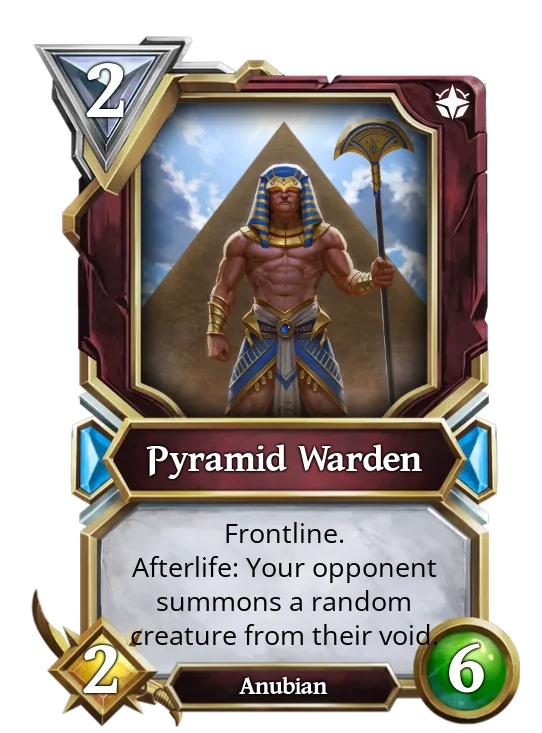 2
Pyramid Warden
Frontline.
Afterlife: Your opponent
summons a random
creature from their void.
2
Anubian
6